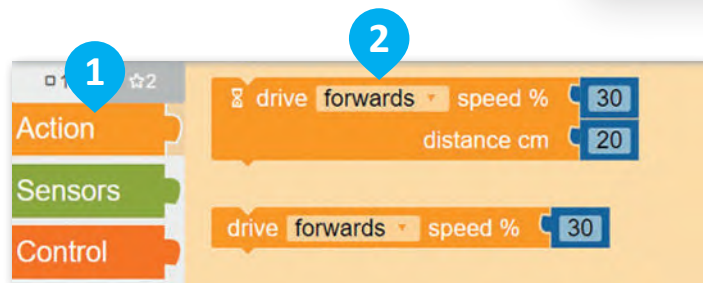 1
2
☆2
Action
Sensors
Control
drive forwards speed % 30
distance cm 20
drive forwards speed % 30